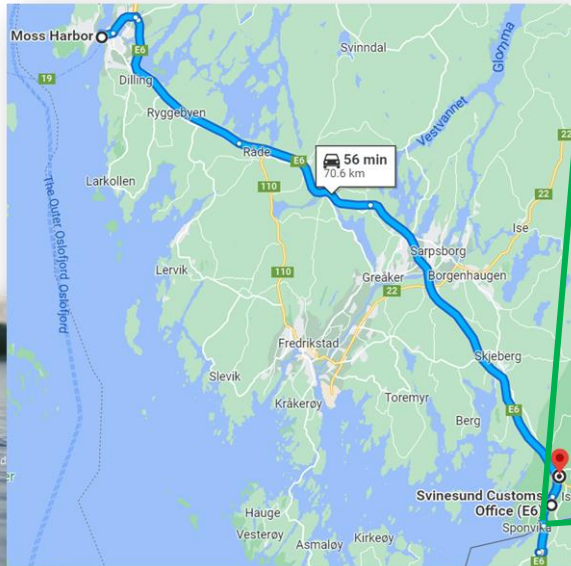 Moss Harbor
E6
Svinndal
Glomma
19
Dilling
Vestvannet
Ryggebyen
22
Råde
E6
56 min
70.6 km
Larkollen
110
22
The Outer Oslofjord
Oslofjord
Ise
Sarpsborg
Lervik
110
Greåker
Borgenhaugen
22
Fredrikstad
Skjeberg
Slevik
Kråkerøy
Toremyr
Berg
E6
Svinesund Customs
Office (E6)
Is
Hauge
Sponvika
Vesterøy
Asmaløy
Kirkøy
E6